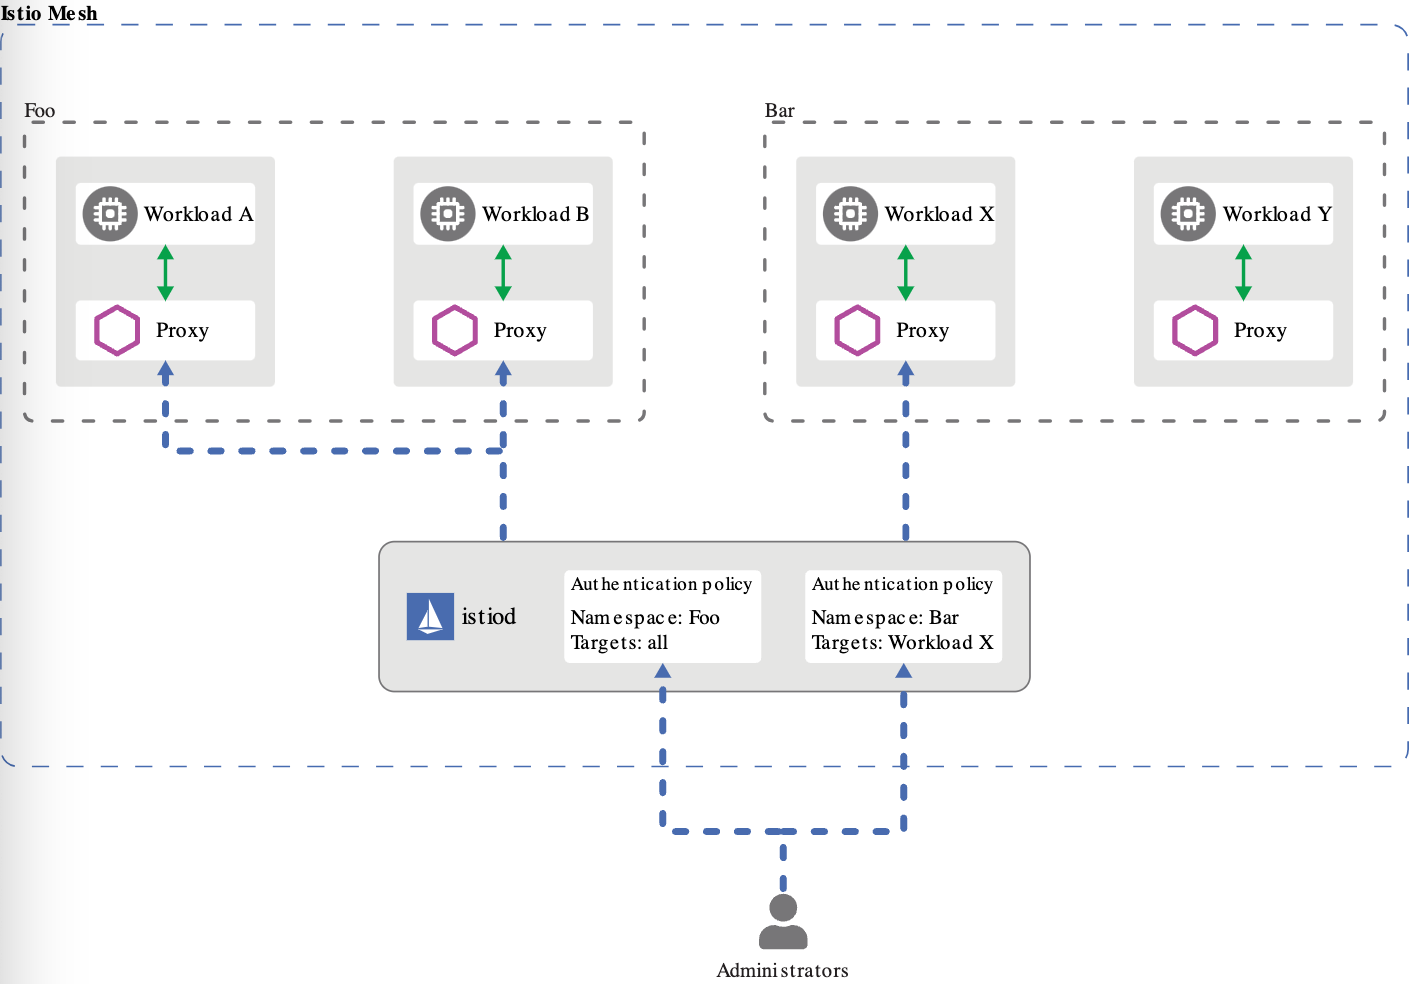 Istio Mesh
Foo
Bar
Workload A
Workload B
Workload X
Workload Y
Proxy
Proxy
Proxy
Proxy
istiod
Authentication policy
Namespace: Foo
Targets: all
Authentication policy
Namespace: Bar
Targets: Workload X
Administrators